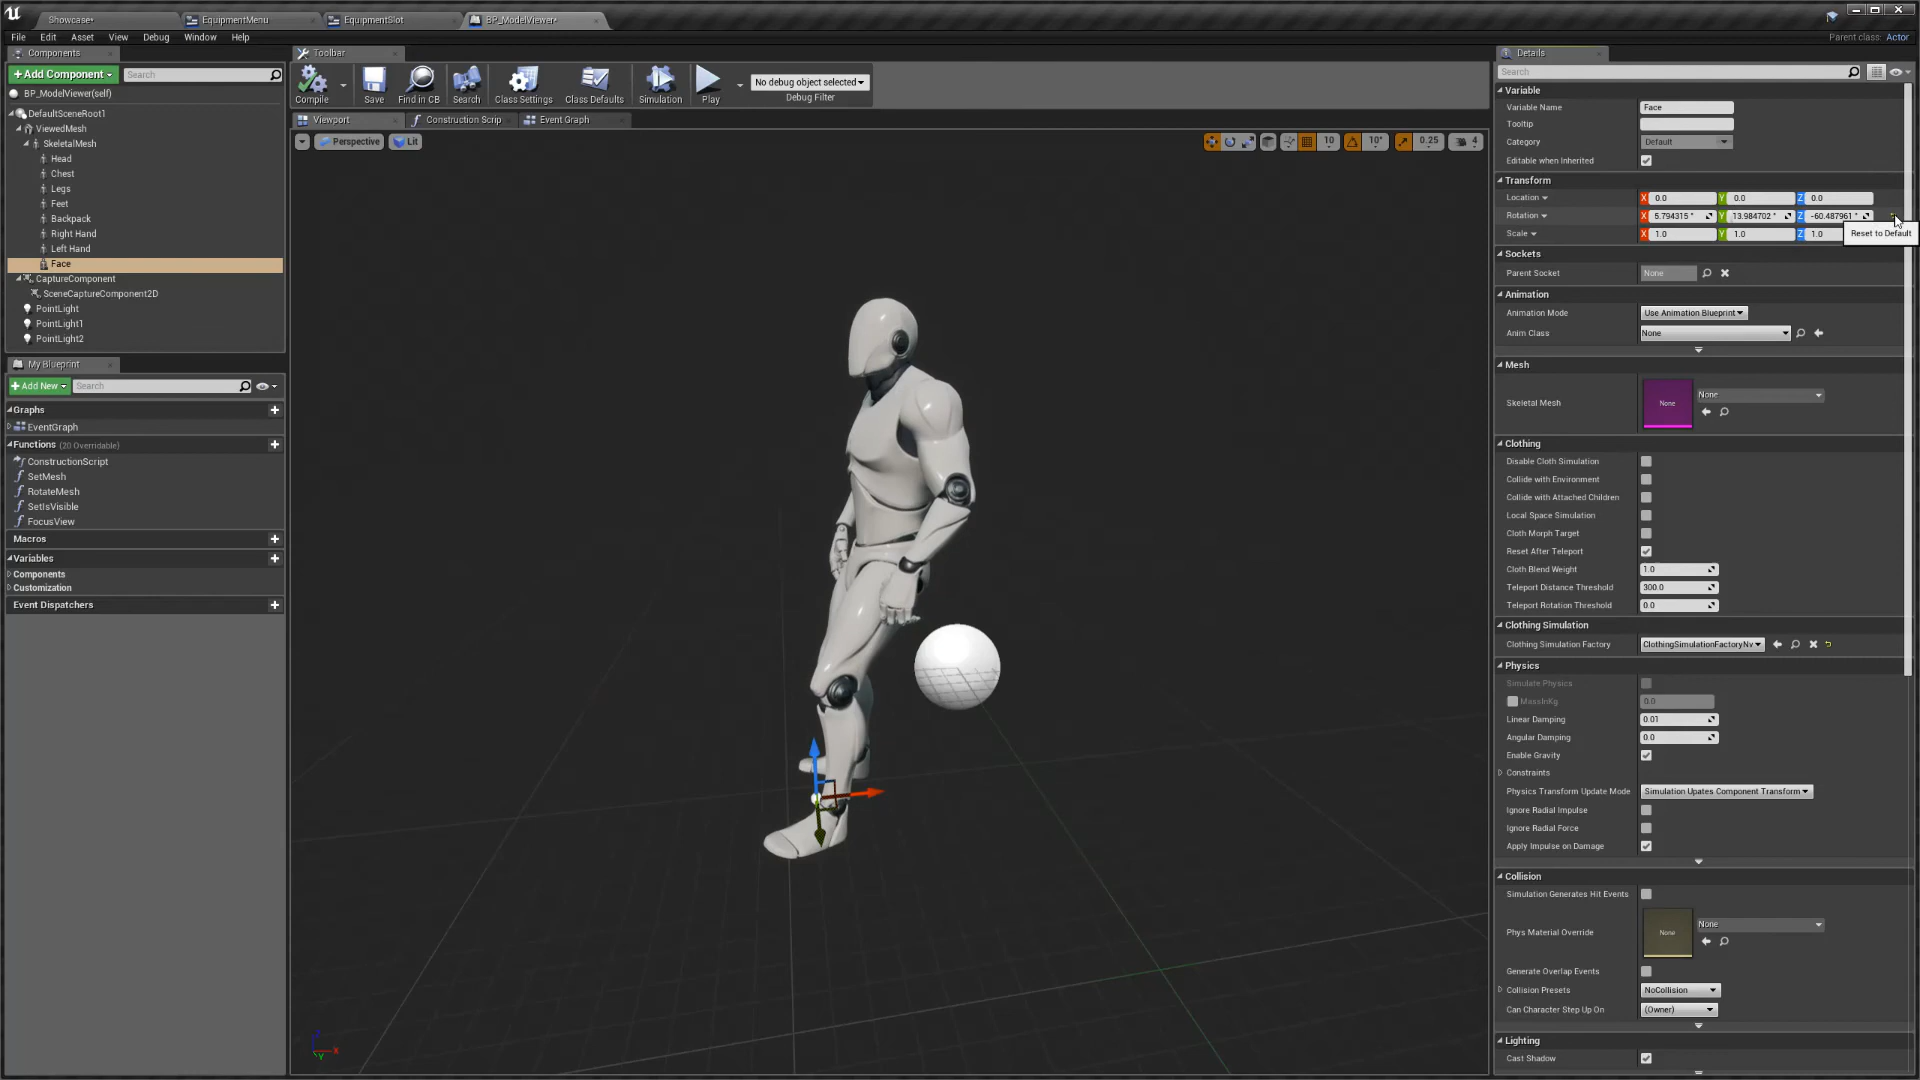 Showcase*
EquipmentMenu
EquipmentSlot
BP_ModelViewer*
File Edit Asset View Debug Window Help
Parent class: Actor
Components
+Add Component
Search
BP_ModelViewer(self)
DefaultSceneRoot1
ViewedMesh
SkeletalMesh
Head
Chest
Legs
Feet
Backpack
Right Hand
Left Hand
Face
CaptureComponent
SceneCaptureComponent2D
PointLight
PointLight1
PointLight2
My Blueprint
+Add New
Search
Graphs
EventGraph
Functions (20 Overridable)
ConstructionScript
SetMesh
RotateMesh
SetIsVisible
FocusView
Macros
Variables
Components
Customization
Event Dispatchers
Toolbar
Compile
Save
Find in CB
Search
Class Settings
Class Defaults
Simulation
Play
No debug object selected
Debug Filter
Viewport
Construction Scrip
Event Graph
Perspective
Lit
10
10°
0.25
4
X
Y
Details
Search
Variable
Variable Name Face
Tooltip
Category Default
Editable when Inherited
Transform
Location X 0.0 Y 0.0 Z 0.0
Rotation X 5.794315 ° Y 13.984702 ° Z -60.487961 °
Scale X 1.0 Y 1.0 Z 1.0
Reset to Default
Sockets
Parent Socket None
Animation
Animation Mode Use Animation Blueprint
Anim Class None
Mesh
Skeletal Mesh None None
Clothing
Disable Cloth Simulation
Collide with Environment
Collide with Attached Children
Local Space Simulation
Cloth Morph Target
Reset After Teleport
Cloth Blend Weight 1.0
Teleport Distance Threshold 300.0
Teleport Rotation Threshold 0.0
Clothing Simulation
Clothing Simulation Factory ClothingSimulationFactoryNv
Physics
Simulate Physics
MassInKg 0.0
Linear Damping 0.01
Angular Damping 0.0
Enable Gravity
Constraints
Physics Transform Update Mode Simulation Upates Component Transform
Ignore Radial Impulse
Ignore Radial Force
Apply Impulse on Damage
Collision
Simulation Generates Hit Events
Phys Material Override None None
Generate Overlap Events
Collision Presets NoCollision
Can Character Step Up On (Owner)
Lighting
Cast Shadow